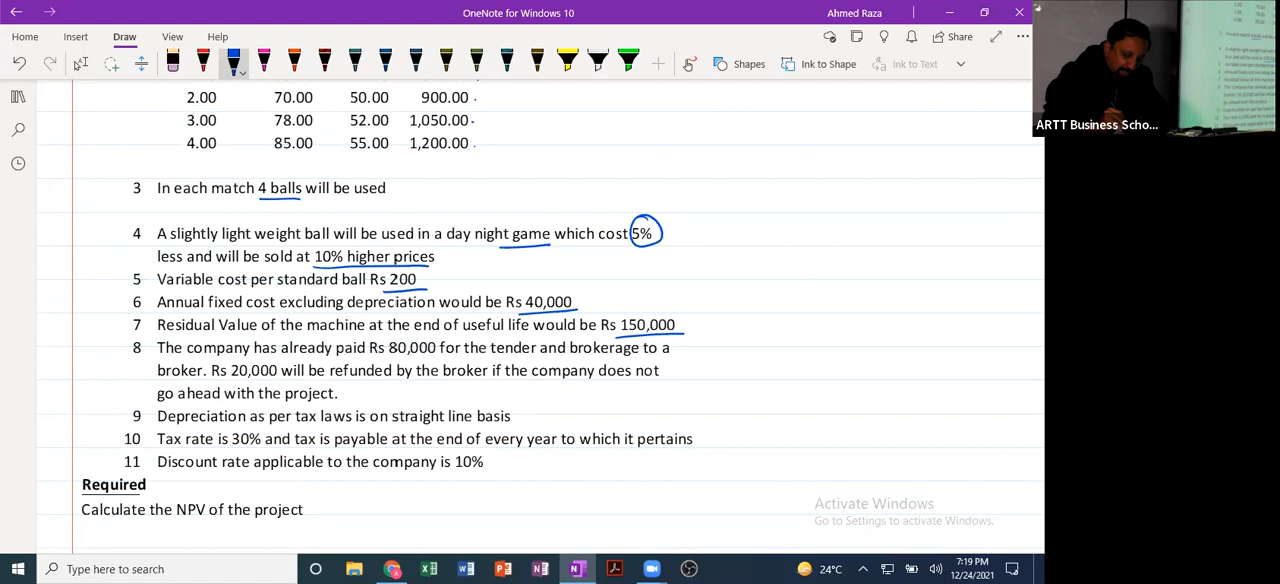 OneNote for Windows 10
Ahmed Raza
Home Insert Draw View Help
Share
Shapes Ink to Shape Ink to Text
2.00 70.00 50.00 900.00
3.00 78.00 52.00 1,050.00
4.00 85.00 55.00 1,200.00
3 In each match 4 balls will be used
4 A slightly light weight ball will be used in a day night game which cost 5%
less and will be sold at 10% higher prices
5 Variable cost per standard ball Rs 200
6 Annual fixed cost excluding depreciation would be Rs 40,000
7 Residual Value of the machine at the end of useful life would be Rs 150,000
8 The company has already paid Rs 80,000 for the tender and brokerage to a
broker. Rs 20,000 will be refunded by the broker if the company does not
go ahead with the project.
9 Depreciation as per tax laws is on straight line basis
10 Tax rate is 30% and tax is payable at the end of every year to which it pertains
11 Discount rate applicable to the company is 10%
Required
Calculate the NPV of the project
Activate Windows
Go to Settings to activate Windows.
ARTT Business Scho...
Type here to search
24°C
7:19 PM
12/24/2021